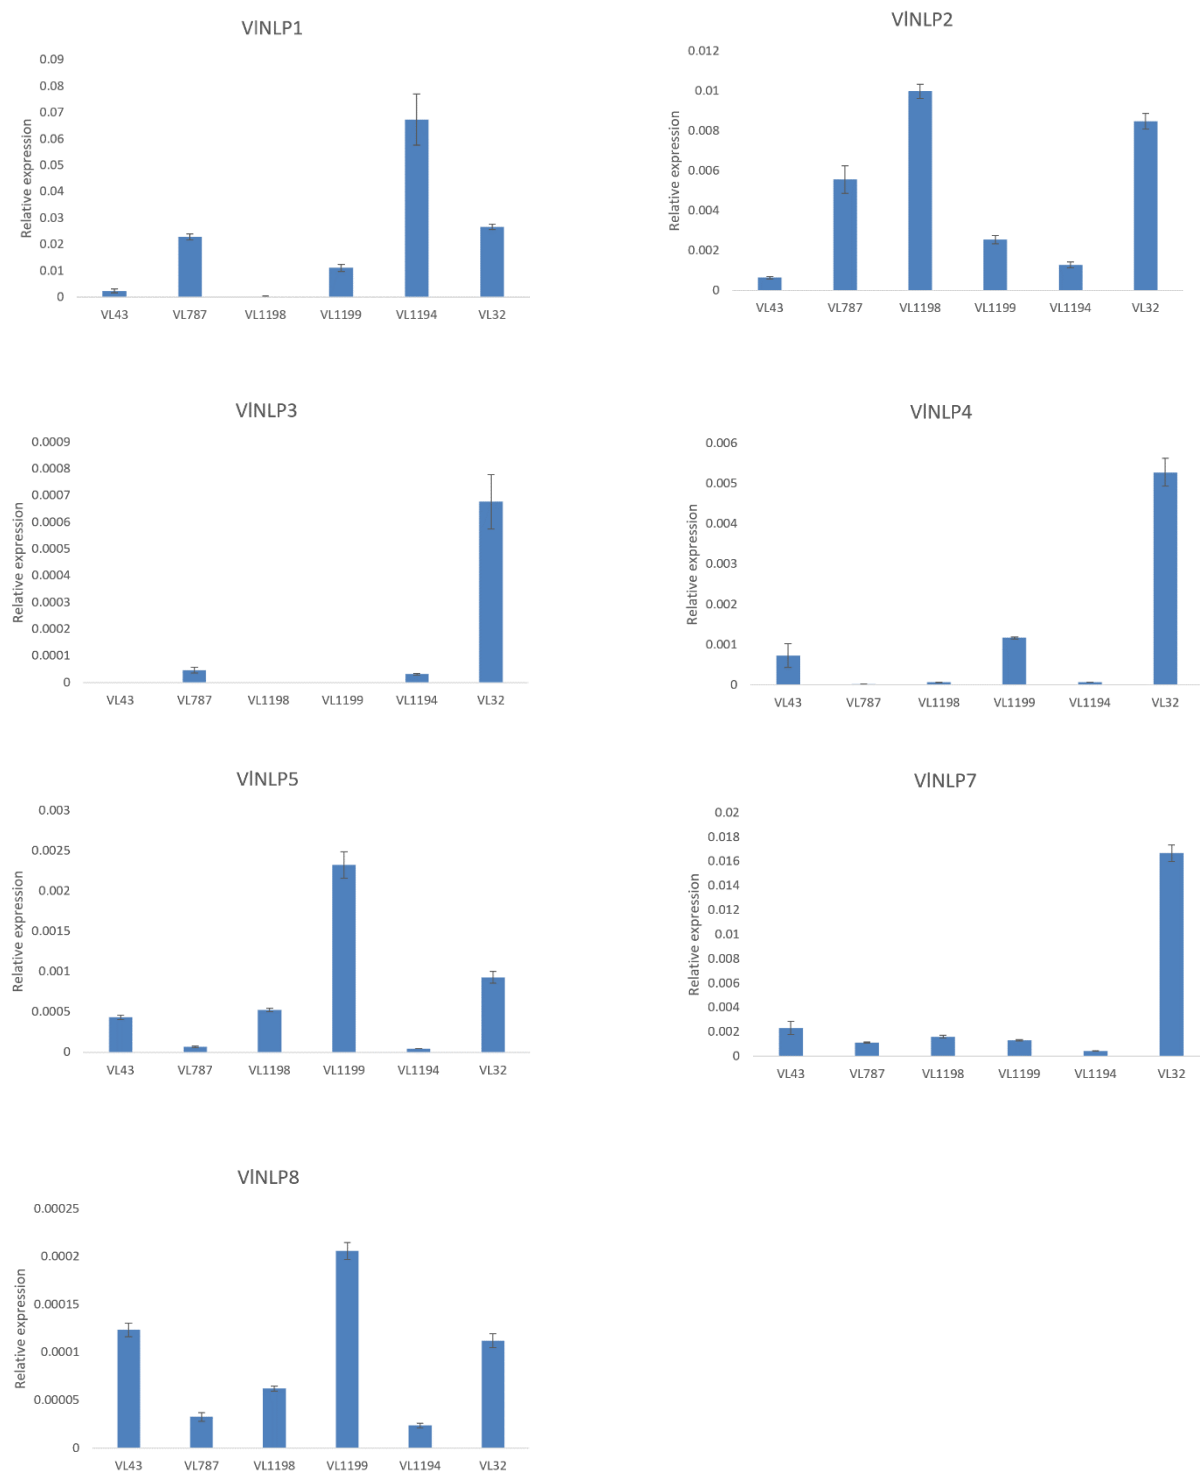 VlNLP1
Relative expression
0.09
0.08
0.07
0.06
0.05
0.04
0.03
0.02
0.01
0
VL43 VL787 VL1198 VL1199 VL1194 VL32
VlNLP2
Relative expression
0.012
0.01
0.008
0.006
0.004
0.002
0
VL43 VL787 VL1198 VL1199 VL1194 VL32
VlNLP3
Relative expression
0.0009
0.0008
0.0007
0.0006
0.0005
0.0004
0.0003
0.0002
0.0001
0
VL43 VL787 VL1198 VL1199 VL1194 VL32
VlNLP4
Relative expression
0.006
0.005
0.004
0.003
0.002
0.001
0
VL43 VL787 VL1198 VL1199 VL1194 VL32
VlNLP5
Relative expression
0.003
0.0025
0.002
0.0015
0.001
0.0005
0
VL43 VL787 VL1198 VL1199 VL1194 VL32
VlNLP7
Relative expression
0.02
0.018
0.016
0.014
0.012
0.01
0.008
0.006
0.004
0.002
0
VL43 VL787 VL1198 VL1199 VL1194 VL32
VlNLP8
Relative expression
0.00025
0.0002
0.00015
0.0001
0.00005
0
VL43 VL787 VL1198 VL1199 VL1194 VL32